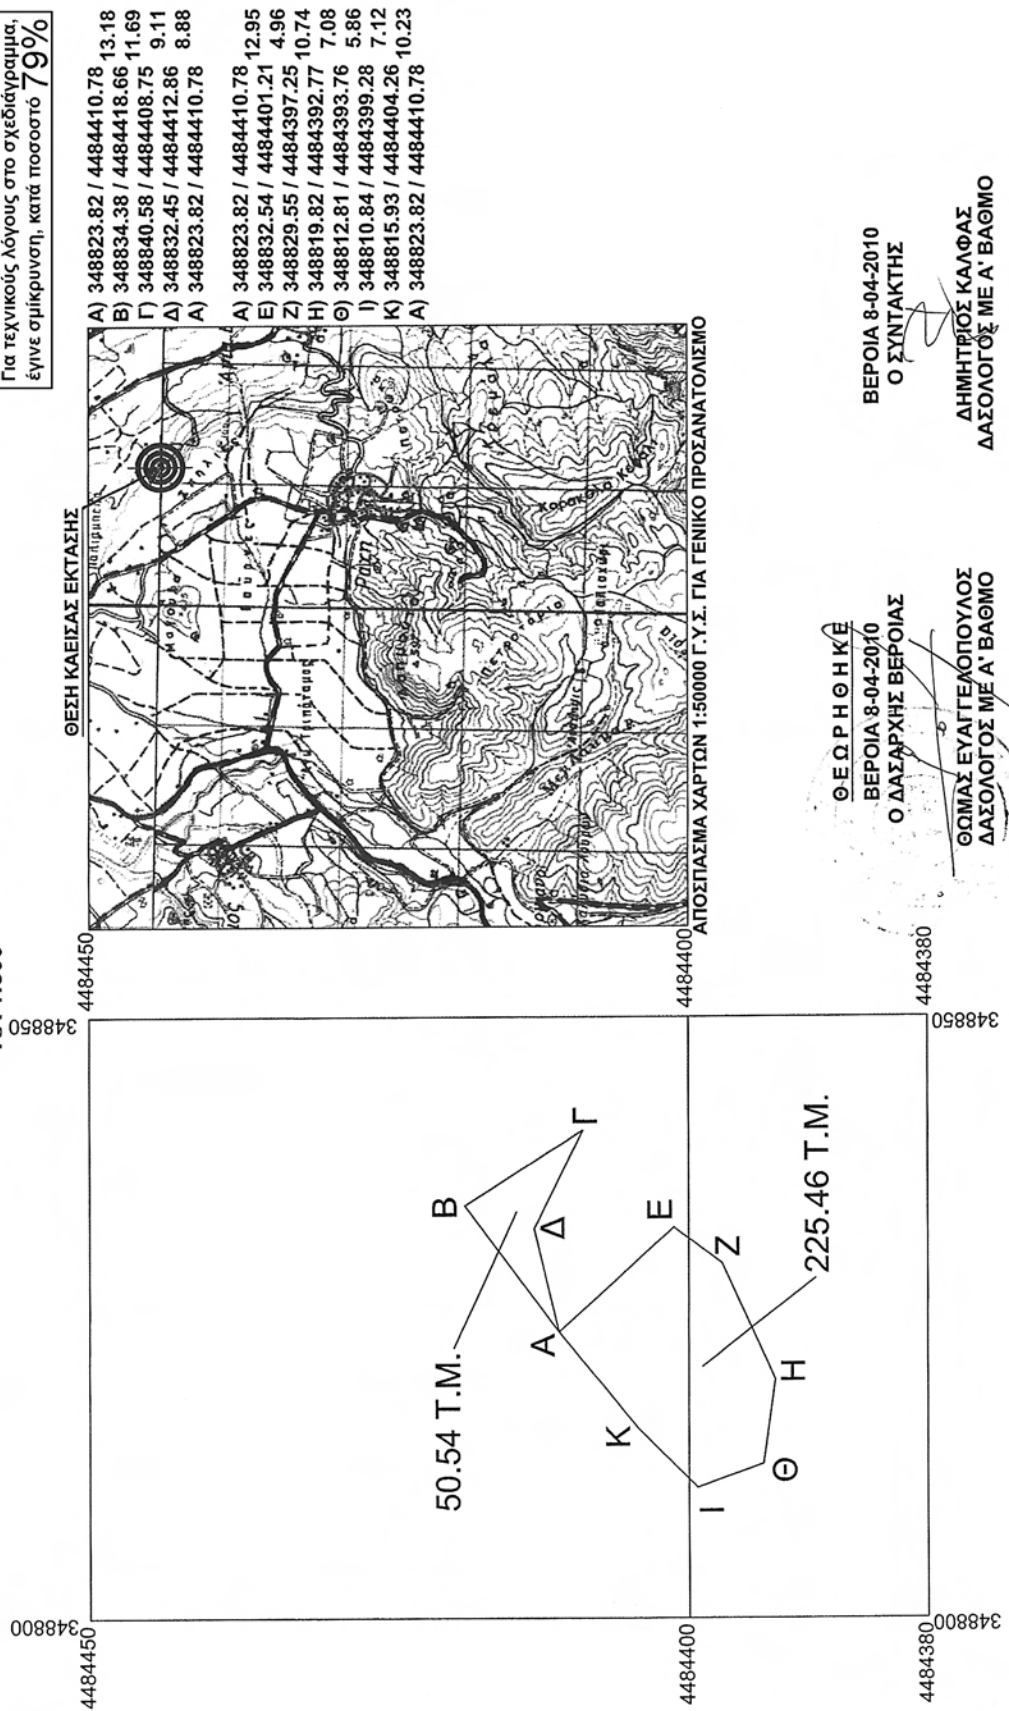 Για τεχνικούς λόγους στο σχεδιάγραμμα,
έγινε σμίκρυνση, κατά ποσοστό 79%
ΘΕΣΗ ΚΑΕΙΣΑΣ ΕΚΤΑΣΗΣ
Α) 348823.82 / 4484410.78 13.18
Β) 348834.38 / 4484418.66 11.69
Γ) 348840.58 / 4484408.75 9.11
Δ) 348832.45 / 4484412.86 8.88
Α) 348823.82 / 4484410.78
Α) 348823.82 / 4484410.78 12.95
Ε) 348832.54 / 4484401.21 4.96
Ζ) 348829.55 / 4484397.25 10.74
Η) 348819.82 / 4484392.77 7.08
Θ) 348812.81 / 4484393.76 5.86
Ι) 348810.84 / 4484399.28 7.12
Κ) 348815.93 / 4484404.26 10.23
Α) 348823.82 / 4484410.78
348800
348850
4484450
4484450
Β
Γ
Δ
Α
50.54 Τ.Μ.
Κ
Ε
Ι
Ζ
Θ
Η
225.46 Τ.Μ.
4484400
4484400
4484380
4484380
348800
348850
Ράχη
ΑΠΟΣΠΑΣΜΑ ΧΑΡΤΩΝ 1:50000 Γ.Υ.Σ. ΓΙΑ ΓΕΝΙΚΟ ΠΡΟΣΑΝΑΤΟΛΙΣΜΟ
Θ Ε Ω Ρ Η Θ Η Κ Ε
ΒΕΡΟΙΑ 8-04-2010
Ο ΔΑΣΑΡΧΗΣ ΒΕΡΟΙΑΣ
ΘΩΜΑΣ ΕΥΑΓΓΕΛΟΠΟΥΛΟΣ
ΔΑΣΟΛΟΓΟΣ ΜΕ Α' ΒΑΘΜΟ
ΒΕΡΟΙΑ 8-04-2010
Ο ΣΥΝΤΑΚΤΗΣ
ΔΗΜΗΤΡΙΟΣ ΚΑΛΦΑΣ
ΔΑΣΟΛΟΓΟΣ ΜΕ Α' ΒΑΘΜΟ